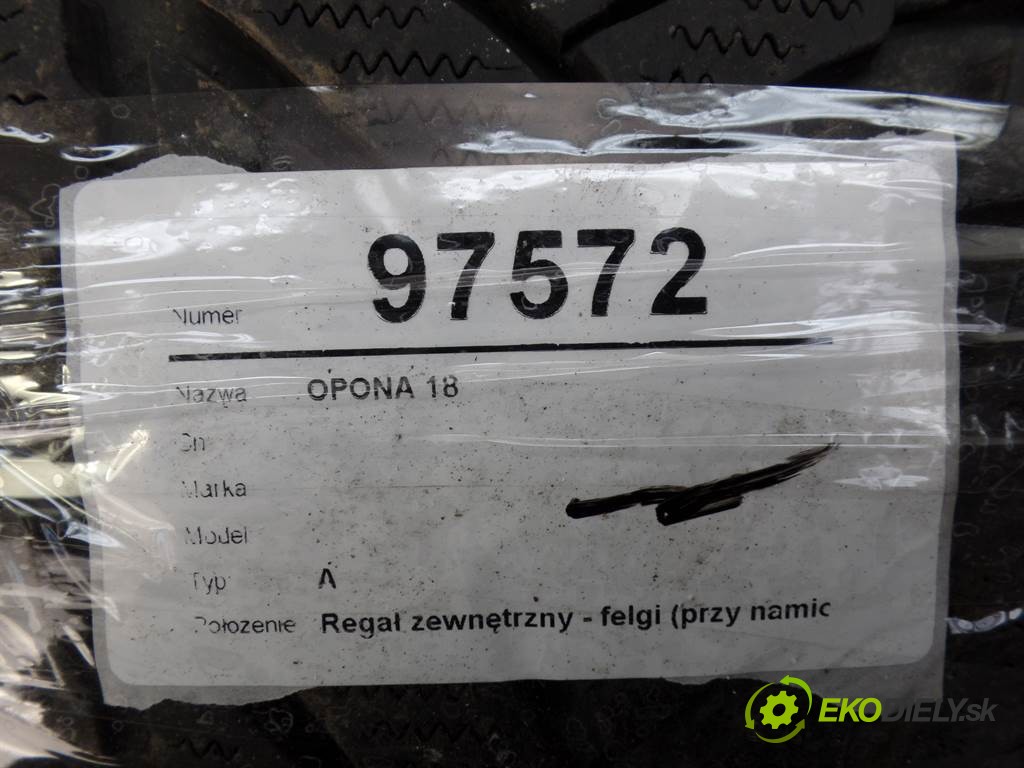 Numer 97572
Nazwa OPONA 18
Marka
Model
Typ A
Położenie Regał zewnętrzny - felgi (przy namic
EKODIELY.sk